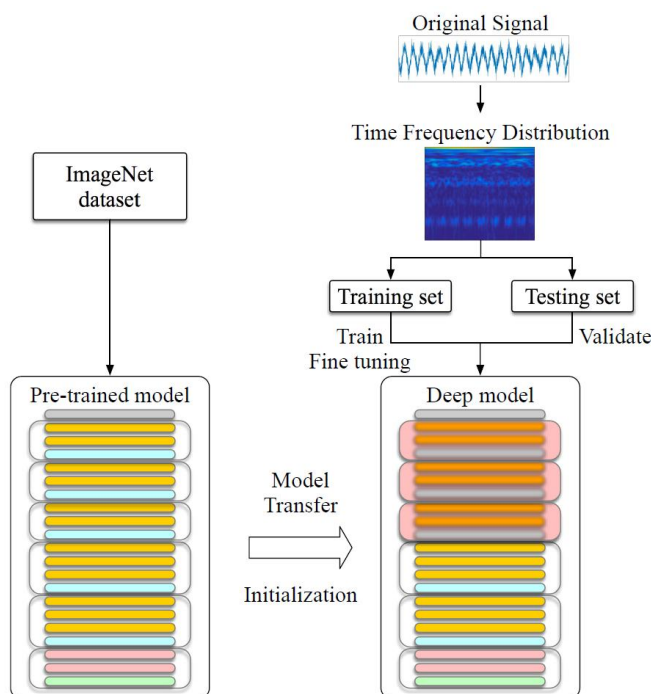 Original Signal
Time Frequency Distribution
ImageNet
dataset
Training set
Testing set
Train
Fine tuning
Validate
Pre-trained model
Deep model
Model
Transfer
Initialization